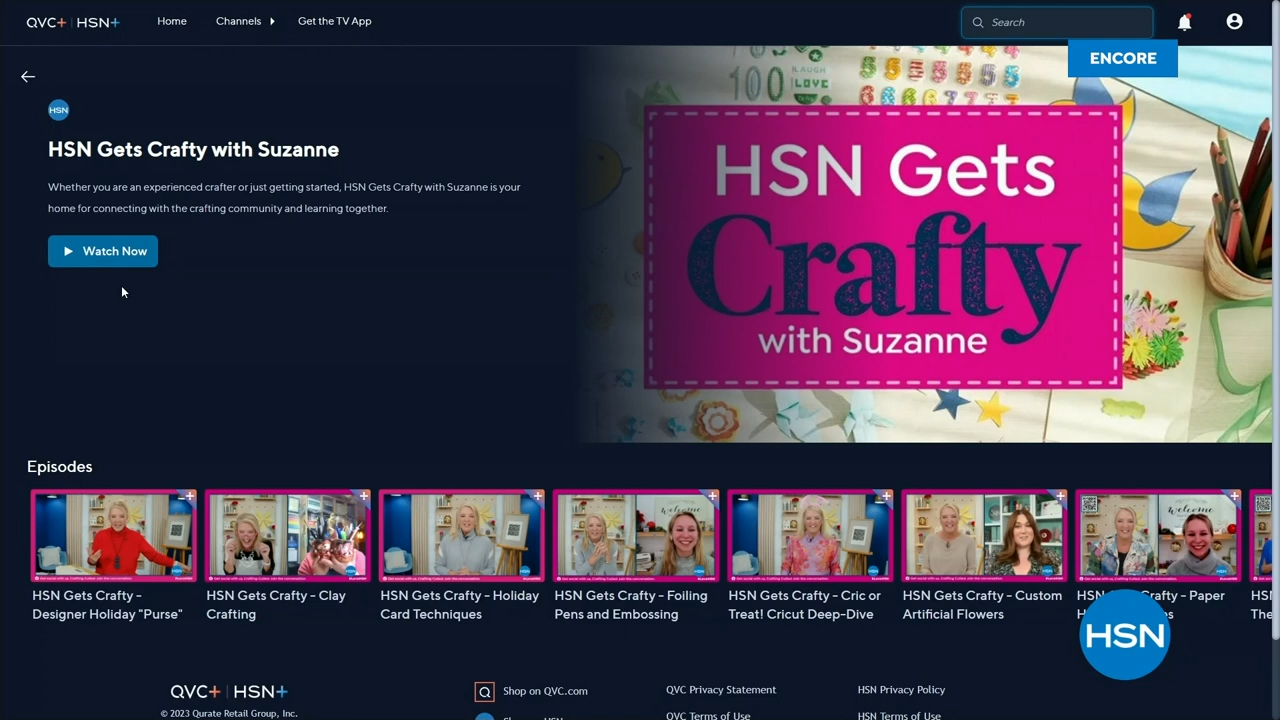 QVC+ | HSN+
Home
Channels
Get the TV App
Search
ENCORE
HSN
HSN Gets Crafty with Suzanne
Whether you are an experienced crafter or just getting started, HSN Gets Crafty with Suzanne is your
home for connecting with the crafting community and learning together.
Watch Now
100
LAUGH
LOVE
HSN Gets
Crafty
with Suzanne
Episodes
HSN Gets Crafty - Designer Holiday "Purse"
HSN Gets Crafty - Clay Crafting
HSN Gets Crafty - Holiday Card Techniques
HSN Gets Crafty - Foiling Pens and Embossing
HSN Gets Crafty - Cric or Treat! Cricut Deep-Dive
HSN Gets Crafty - Custom Artificial Flowers
HSN
QVC+ | HSN+
© 2023 Qurate Retail Group, Inc.
Shop on QVC.com
QVC Privacy Statement
QVC Terms of Use
HSN Privacy Policy
HSN Terms of Use